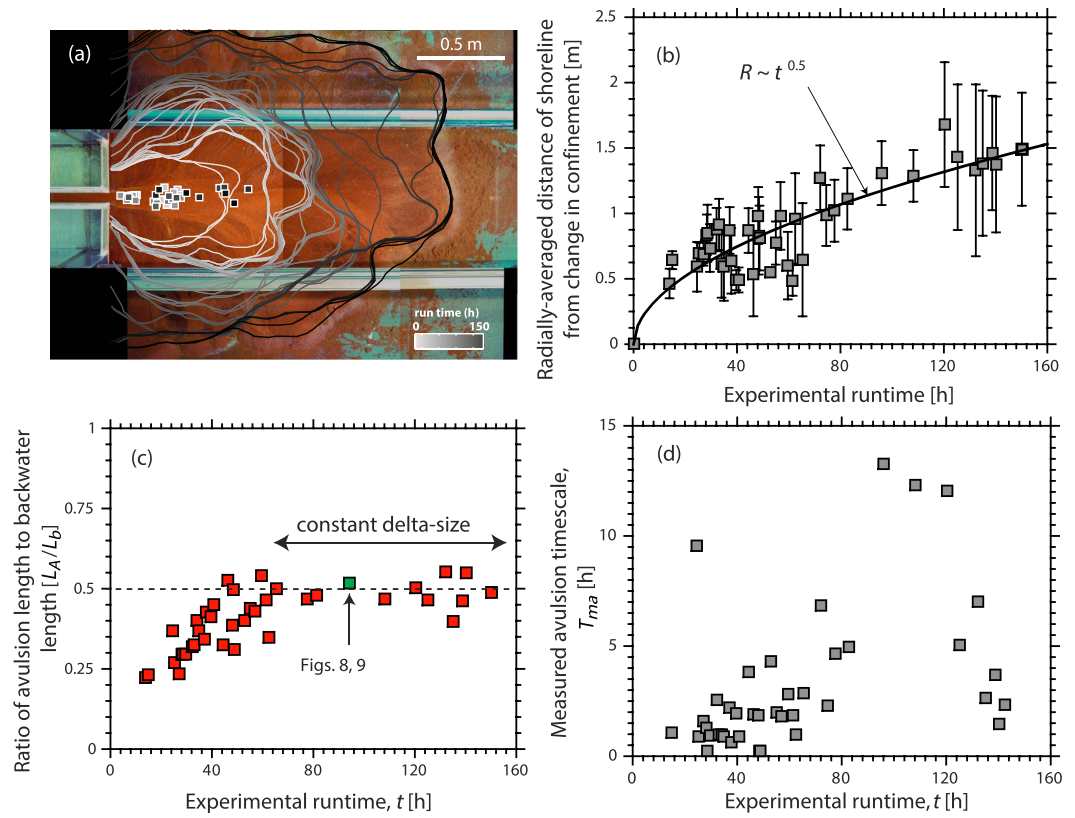 (a)
0.5 m
run time (h)
0 150
(b)
R ~ t 0.5
Radially-averaged distance of shoreline
from change in confinement [m]
2.5
2
1.5
1
0.5
0
0 40 80 120 160
Experimental runtime [h]
(c)
constant delta-size
Figs. 8, 9
Ratio of avulsion length to backwater
length [LA/Lb]
1
0.75
0.5
0.25
0
0 40 80 120 160
Experimental runtime, t [h]
(d)
Measured avulsion timescale,
Tma [h]
15
10
5
0
0 40 80 120 160
Experimental runtime, t [h]